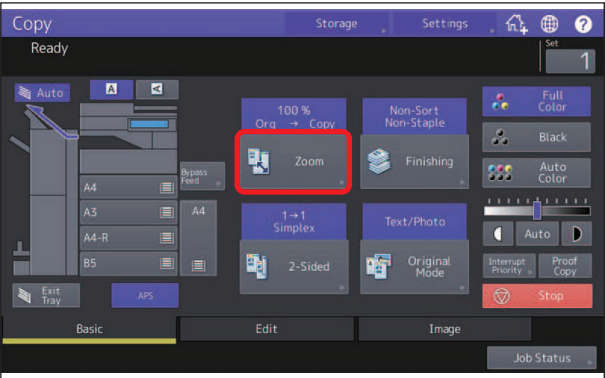 Copy
Storage
Settings
?
Ready
Set
1
Auto
A
A
100 %
Org → Copy
Zoom
Non-Sort
Non-Staple
Finishing
Full
Color
Black
Auto
Color
Bypass
Feed
A4
A3
A4-R
B5
A4
1→1
Simplex
2-Sided
Text/Photo
Original
Mode
Auto
Interrupt
Priority
Proof
Copy
Exit
Tray
APS
Stop
Basic
Edit
Image
Job Status